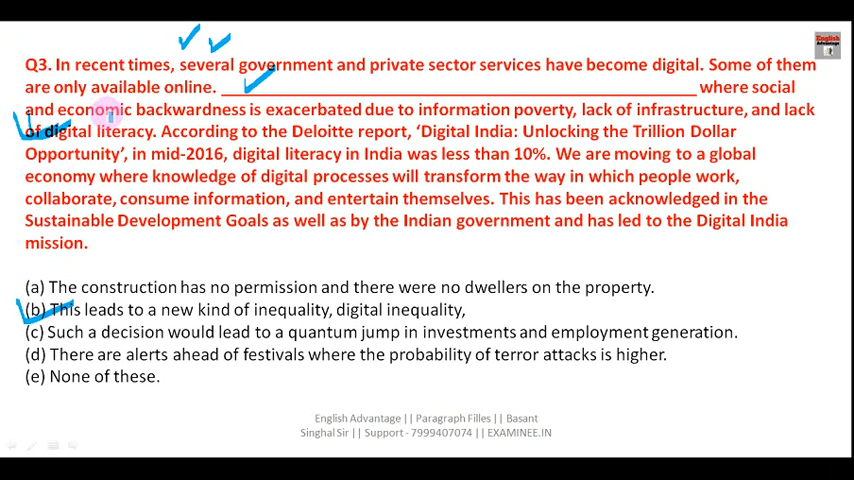 English
Advantage
Q3. In recent times, several government and private sector services have become digital. Some of them
are only available online. ______________________________________________ where social
and economic backwardness is exacerbated due to information poverty, lack of infrastructure, and lack
of digital literacy. According to the Deloitte report, ‘Digital India: Unlocking the Trillion Dollar
Opportunity’, in mid-2016, digital literacy in India was less than 10%. We are moving to a global
economy where knowledge of digital processes will transform the way in which people work,
collaborate, consume information, and entertain themselves. This has been acknowledged in the
Sustainable Development Goals as well as by the Indian government and has led to the Digital India
mission.
(a) The construction has no permission and there were no dwellers on the property.
(b) This leads to a new kind of inequality, digital inequality,
(c) Such a decision would lead to a quantum jump in investments and employment generation.
(d) There are alerts ahead of festivals where the probability of terror attacks is higher.
(e) None of these.
English Advantage || Paragraph Filles || Basant
Singhal Sir || Support - 7999407074 || EXAMINEE.IN